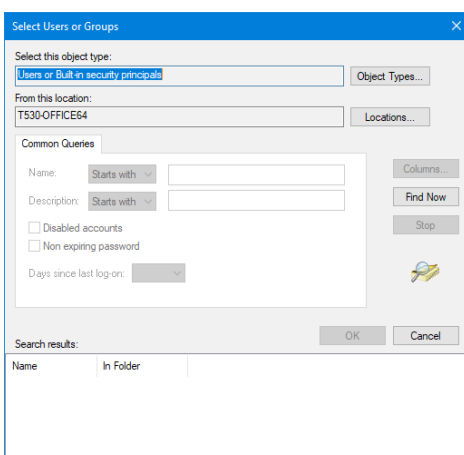 Select Users or Groups
Select this object type:
Users or Built-in security principals
Object Types...
From this location:
T530-OFFICE64
Locations...
Common Queries
Name: Starts with
Columns...
Description: Starts with
Find Now
Disabled accounts
Stop
Non expiring password
Days since last log-on:
OK Cancel
Search results:
Name In Folder